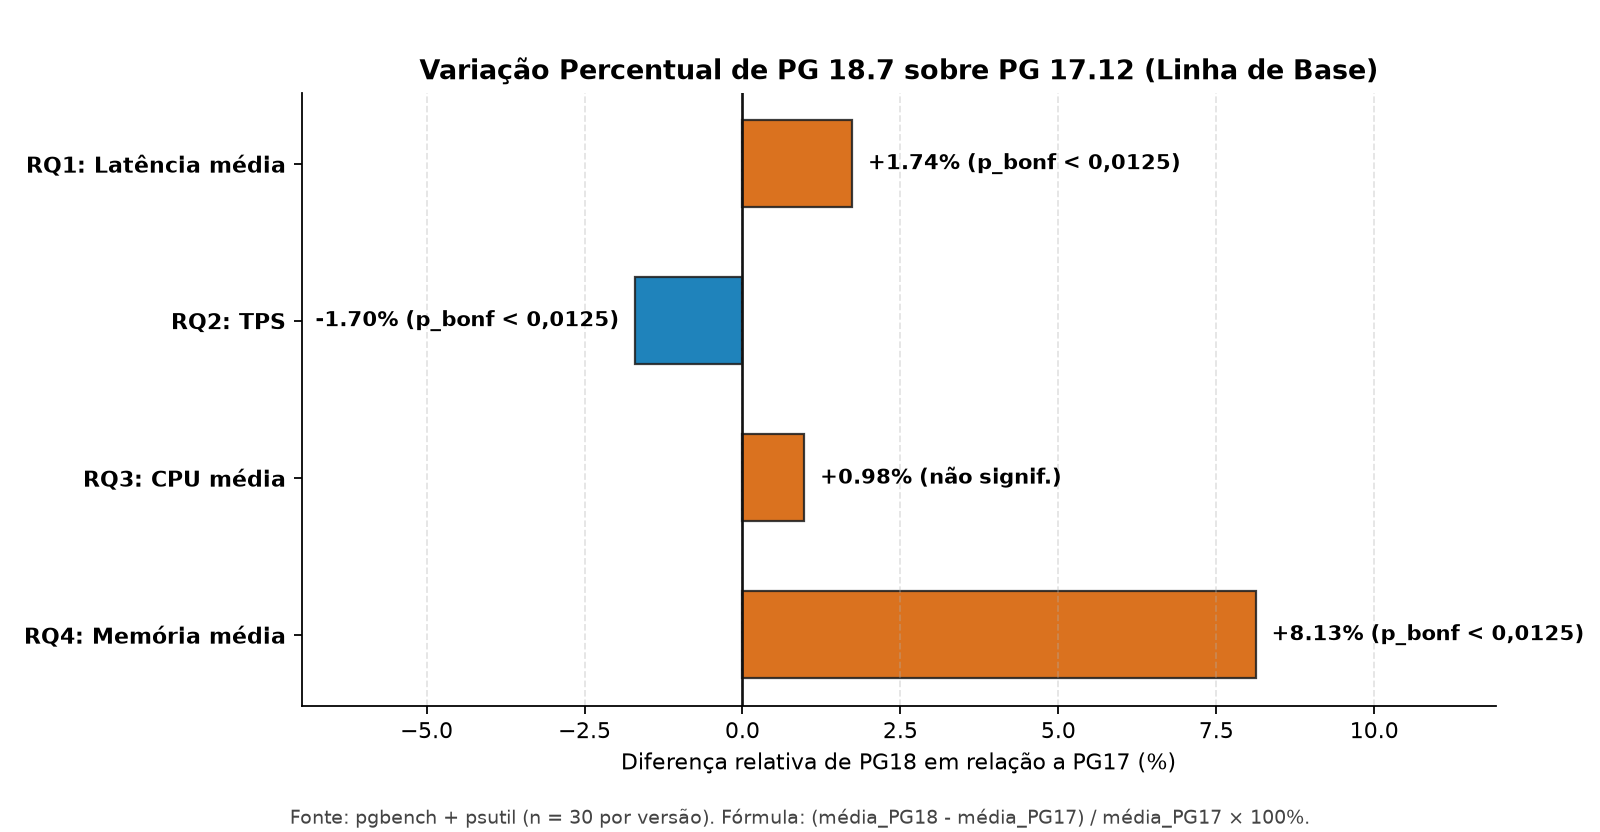 Variação Percentual de PG 18.7 sobre PG 17.12 (Linha de Base)
RQ1: Latência média
+1.74% (p_bonf < 0,0125)
RQ2: TPS
-1.70% (p_bonf < 0,0125)
RQ3: CPU média
+0.98% (não signif.)
RQ4: Memória média
+8.13% (p_bonf < 0,0125)
−5.0 −2.5 0.0 2.5 5.0 7.5 10.0
Diferença relativa de PG18 em relação a PG17 (%)
Fonte: pgbench + psutil (n = 30 por versão). Fórmula: (média_PG18 - média_PG17) / média_PG17 × 100%.